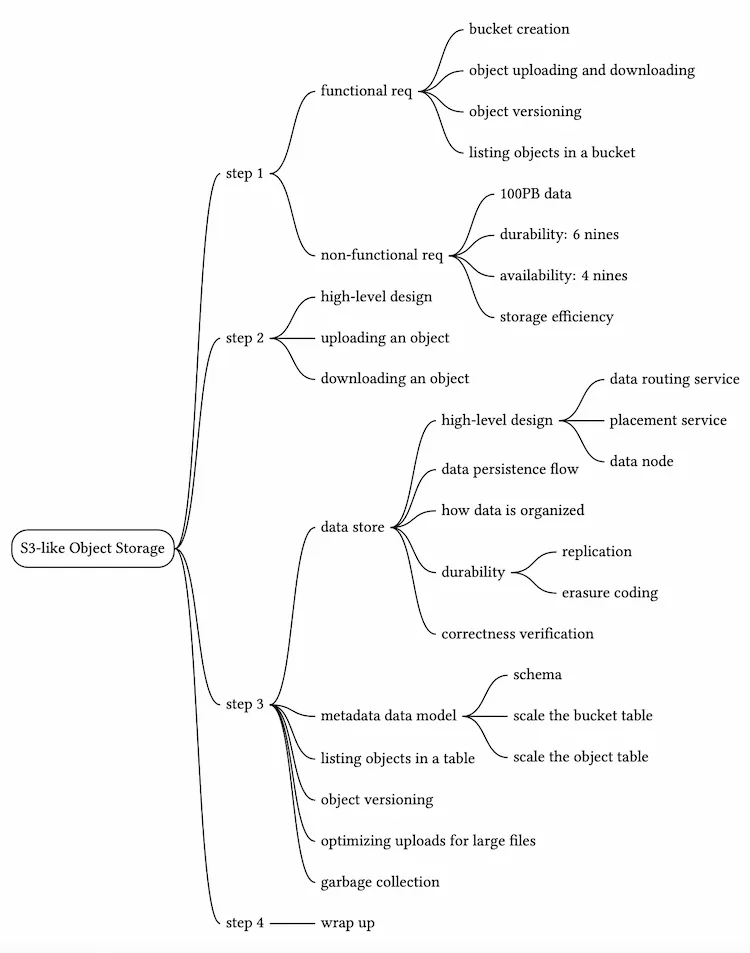 S3-like Object Storage
step 1
functional req
bucket creation
object uploading and downloading
object versioning
listing objects in a bucket
non-functional req
100PB data
durability: 6 nines
availability: 4 nines
storage efficiency
step 2
high-level design
uploading an object
downloading an object
step 3
data store
high-level design
data routing service
placement service
data node
data persistence flow
how data is organized
durability
replication
erasure coding
correctness verification
metadata data model
schema
scale the bucket table
scale the object table
listing objects in a table
object versioning
optimizing uploads for large files
garbage collection
step 4
wrap up